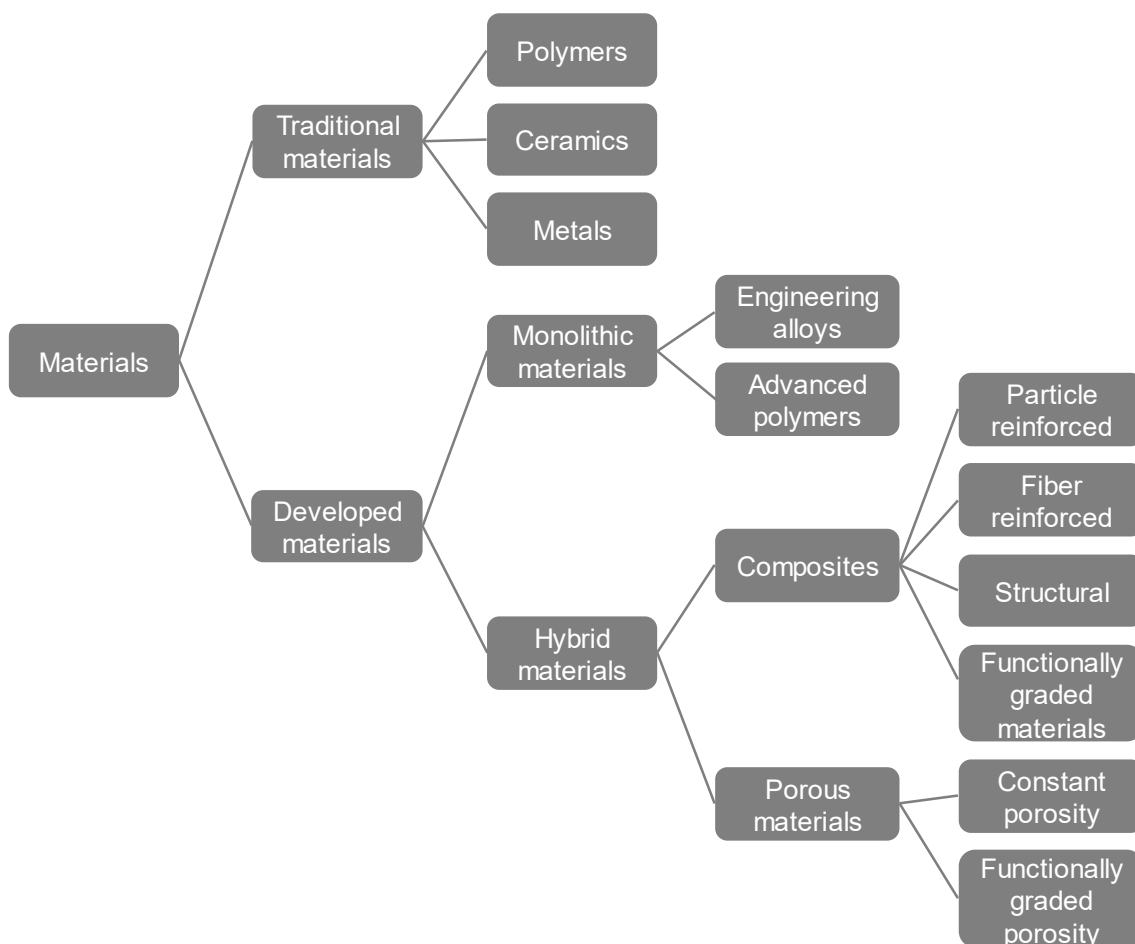 Polymers
Traditional
materials
Ceramics
Metals
Materials
Engineering
alloys
Monolithic
materials
Advanced
polymers
Particle
reinforced
Developed
materials
Fiber
reinforced
Composites
Structural
Hybrid
materials
Functionally
graded
materials
Porous
materials
Constant
porosity
Functionally
graded
porosity